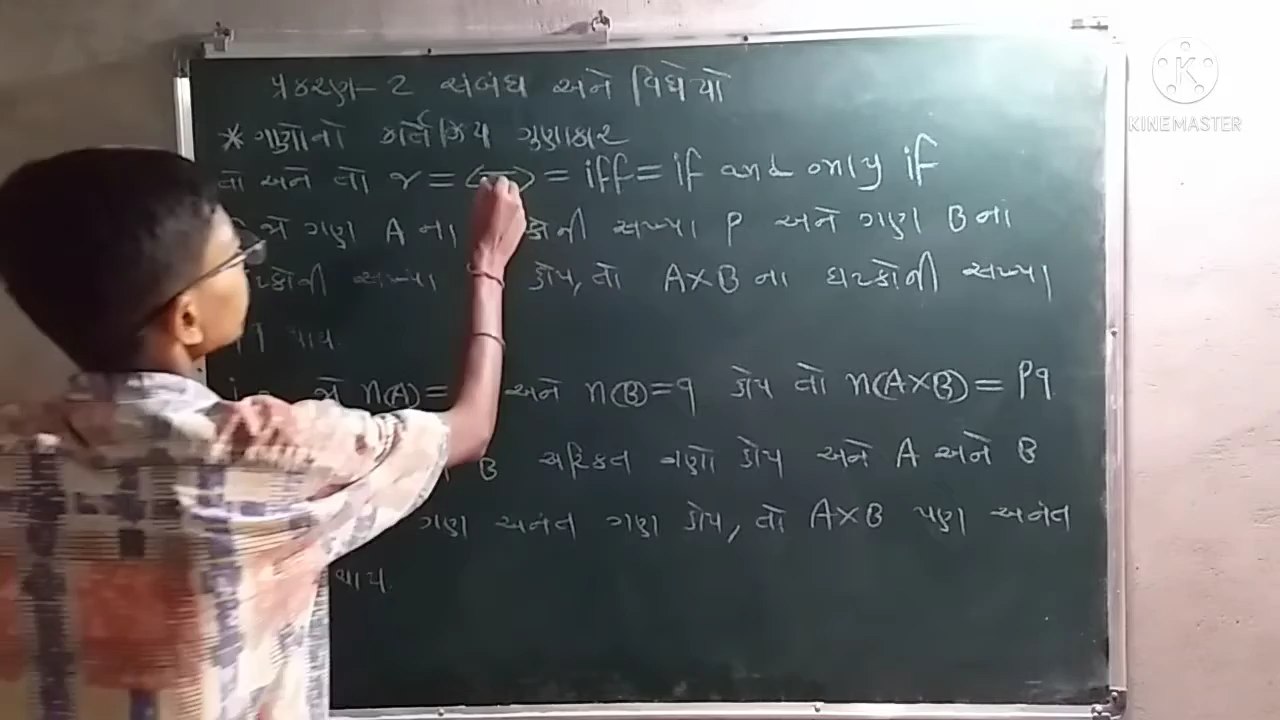 પ્રકરણ-2 સંબંધ અને વિધેયો
*ગણોનો કાર્તેઝિય ગુણાકાર
તો અને તો જ = <=> = iff = if and only if
જો ગણ A ના ની સંખ્યા P અને ગણ B નાં
ઘટકોની સંખ્યા હોય, તો A×B ના ઘટકોની સંખ્યા
થાય.
જો n(A)= અને n(B)=q હોય તો n(A×B) = Pq
B અરિક્ત ગણો હોય અને A અને B
ગણ અનંત ગણ હોય, તો A×B પણ અનંત
થાય.
KINEMASTER